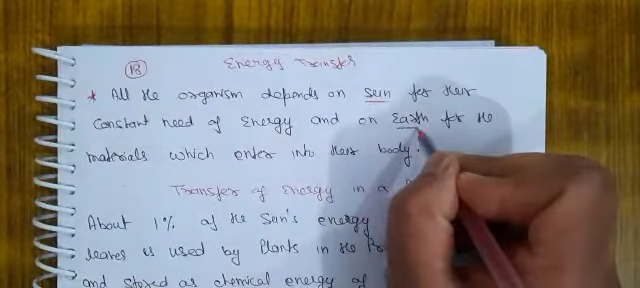 13 Energy Transfer
* All the organism depends on sun for their
constant need of Energy and on Earth for the
materials which enter into their body.
Transfer of Energy in a
About 1% of the Sun's energy
leaves is used by Plants in the
and stored as chemical energy of